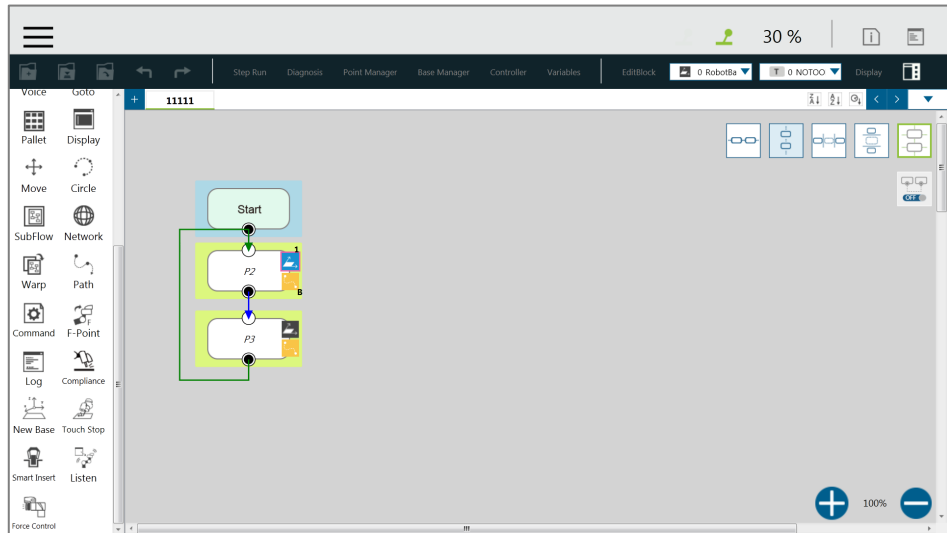 30 %
Step Run Diagnosis Point Manager Base Manager Controller Variables EditBlock 0 RobotBa T 0 NOTOO Display
Voice Goto
+ 11111
Pallet Display
Move Circle
SubFlow Network
Warp Path
Command F-Point
Log Compliance
New Base Touch Stop
Smart Insert Listen
Force Control
OFF
Start
1
P2
B
P3
100%